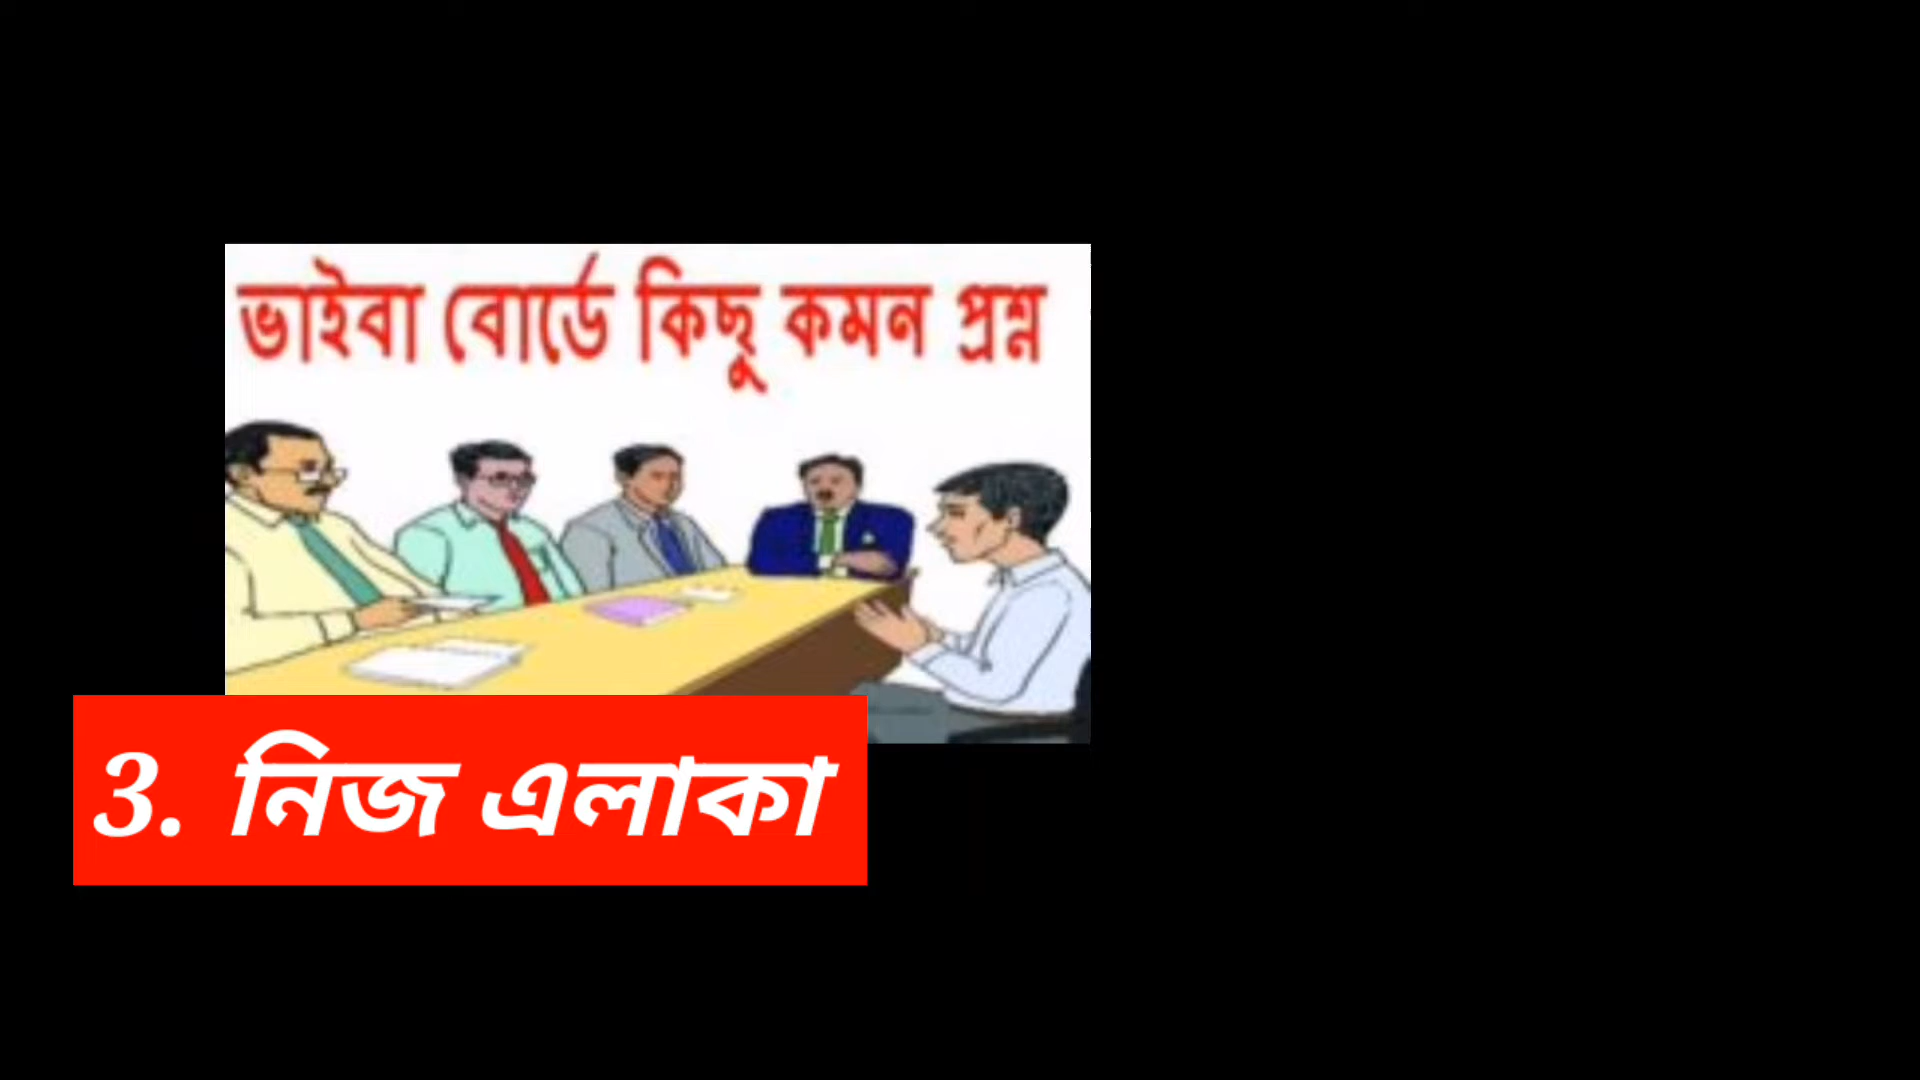 ভাইবা বোর্ডে কিছু কমন প্রশ্ন
3. নিজ এলাকা